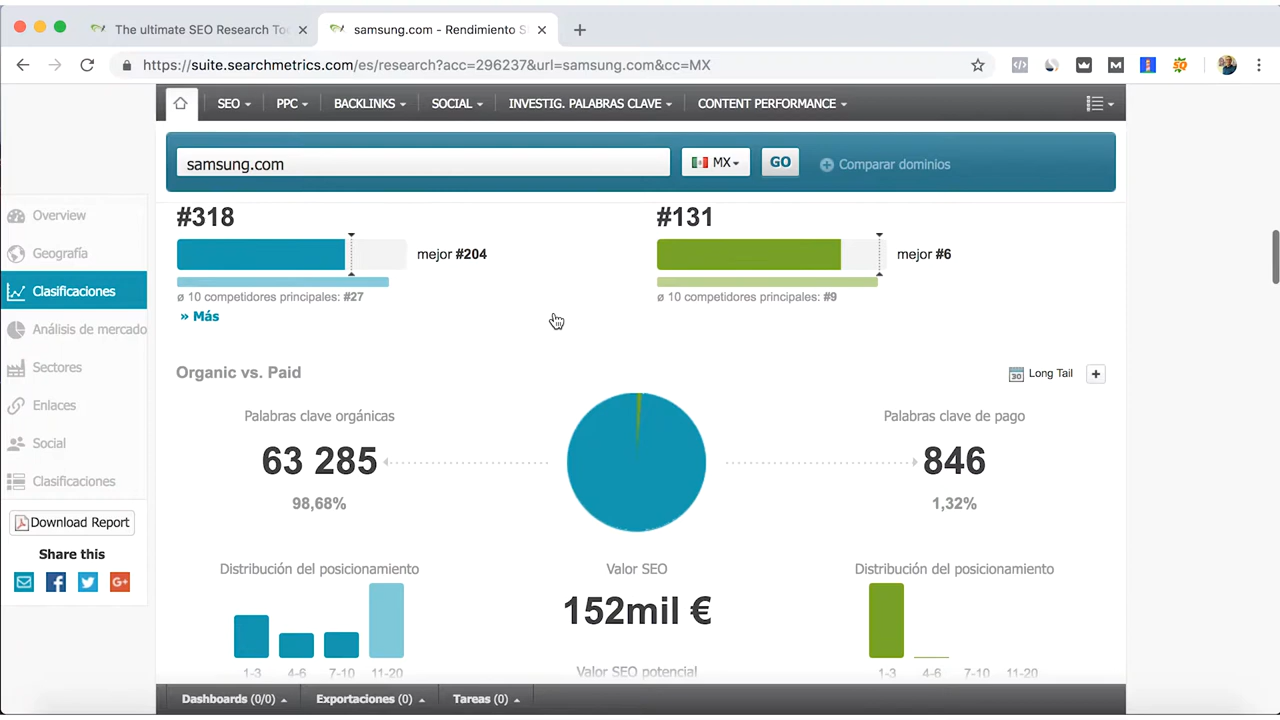 The ultimate SEO Research Too
samsung.com - Rendimiento S
https://suite.searchmetrics.com/es/research?acc=296237&url=samsung.com&cc=MX
SEO
PPC
BACKLINKS
SOCIAL
INVESTIG. PALABRAS CLAVE
CONTENT PERFORMANCE
samsung.com
MX
GO
Comparar dominios
Overview
Geografía
Clasificaciones
Análisis de mercado
Sectores
Enlaces
Social
Clasificaciones
Download Report
Share this
#318
mejor #204
ø 10 competidores principales: #27
» Más
#131
mejor #6
ø 10 competidores principales: #9
Organic vs. Paid
30
Long Tail
Palabras clave orgánicas
63 285
98,68%
Palabras clave de pago
846
1,32%
Distribución del posicionamiento
1-3
4-6
7-10
11-20
Valor SEO
152mil €
Valor SEO potencial
Distribución del posicionamiento
1-3
4-6
7-10
11-20
Dashboards (0/0)
Exportaciones (0)
Tareas (0)